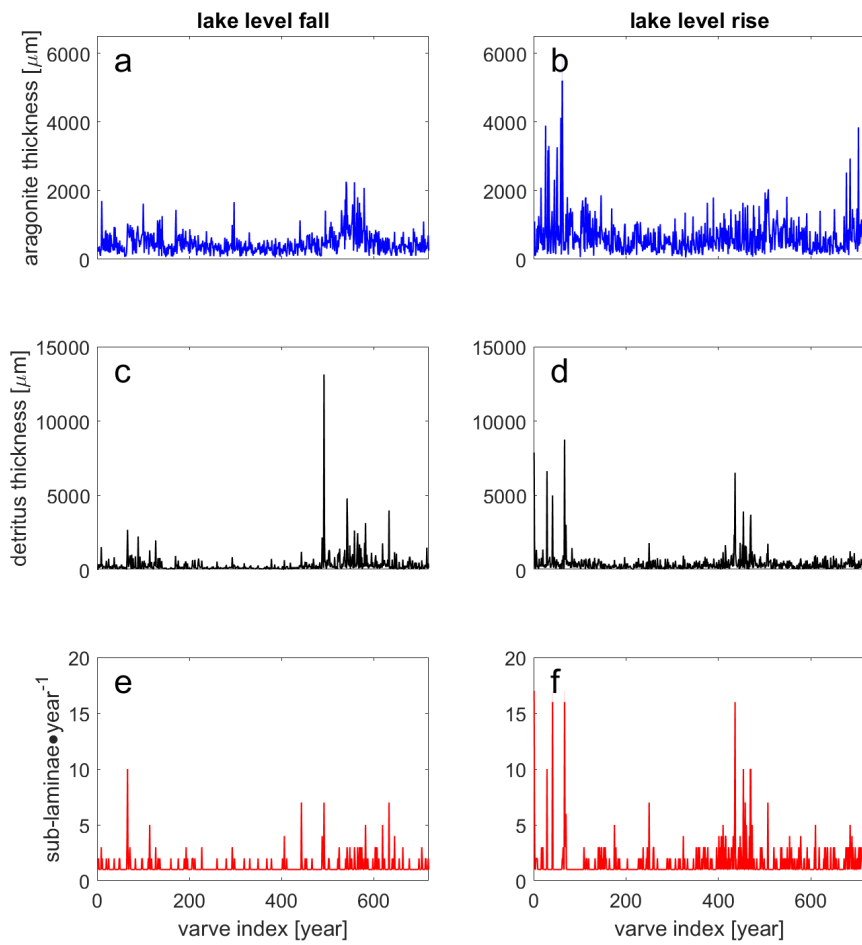 lake level fall
lake level rise
a
b
aragonite thickness [μm]
6000
4000
2000
0
6000
4000
2000
0
c
d
detritus thickness [μm]
15000
10000
5000
0
15000
10000
5000
0
e
f
sub-laminae●year⁻¹
20
15
10
5
0
20
15
10
5
0
0 200 400 600
0 200 400 600
varve index [year]
varve index [year]